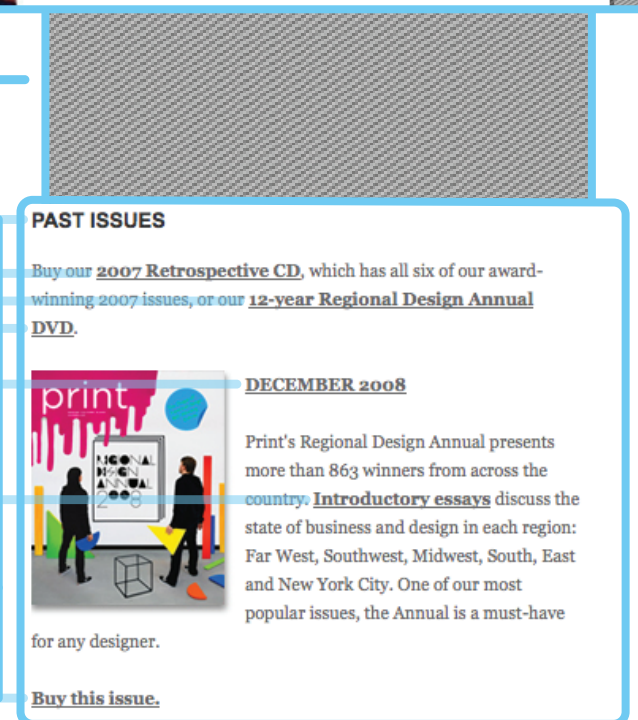 PAST ISSUES
Buy our 2007 Retrospective CD, which has all six of our award-
winning 2007 issues, or our 12-year Regional Design Annual
DVD.
print
REGIONAL
DESIGN
ANNUAL
2008
DECEMBER 2008
Print's Regional Design Annual presents
more than 863 winners from across the
country. Introductory essays discuss the
state of business and design in each region:
Far West, Southwest, Midwest, South, East
and New York City. One of our most
popular issues, the Annual is a must-have
for any designer.
Buy this issue.